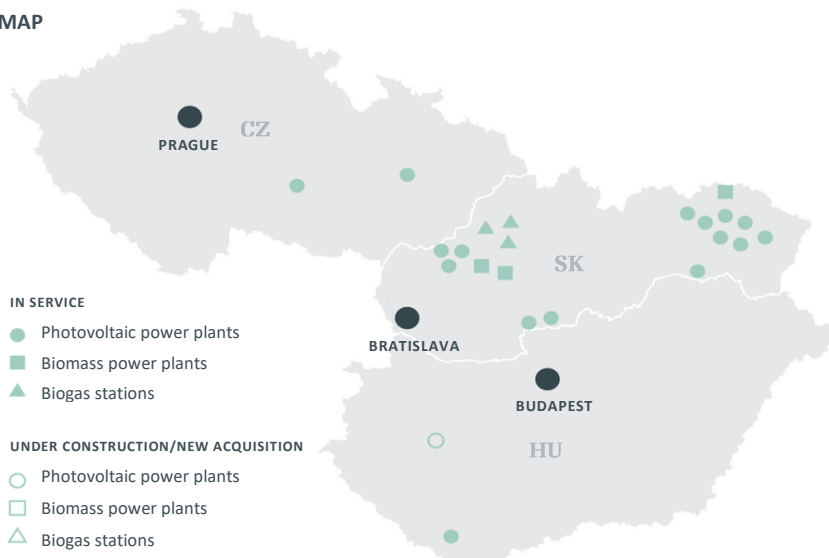 MAP
CZ
PRAGUE
SK
IN SERVICE
Photovoltaic power plants
BRATISLAVA
Biomass power plants
Biogas stations
BUDAPEST
UNDER CONSTRUCTION/NEW ACQUISITION
HU
Photovoltaic power plants
Biomass power plants
Biogas stations